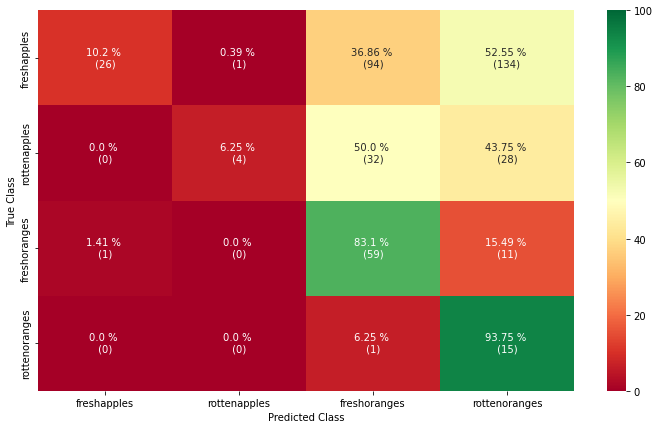 100
10.2 % 0.39 % 36.86 % 52.55 %
(26) (1) (94) (134)
freshapples
80
0.0 % 6.25 % 50.0 % 43.75 %
(0) (4) (32) (28)
rottenapples
60
True Class
1.41 % 0.0 % 83.1 % 15.49 %
(1) (0) (59) (11)
freshoranges
40
20
0.0 % 0.0 % 6.25 % 93.75 %
(0) (0) (1) (15)
rottenoranges
0
freshapples rottenapples freshoranges rottenoranges
Predicted Class